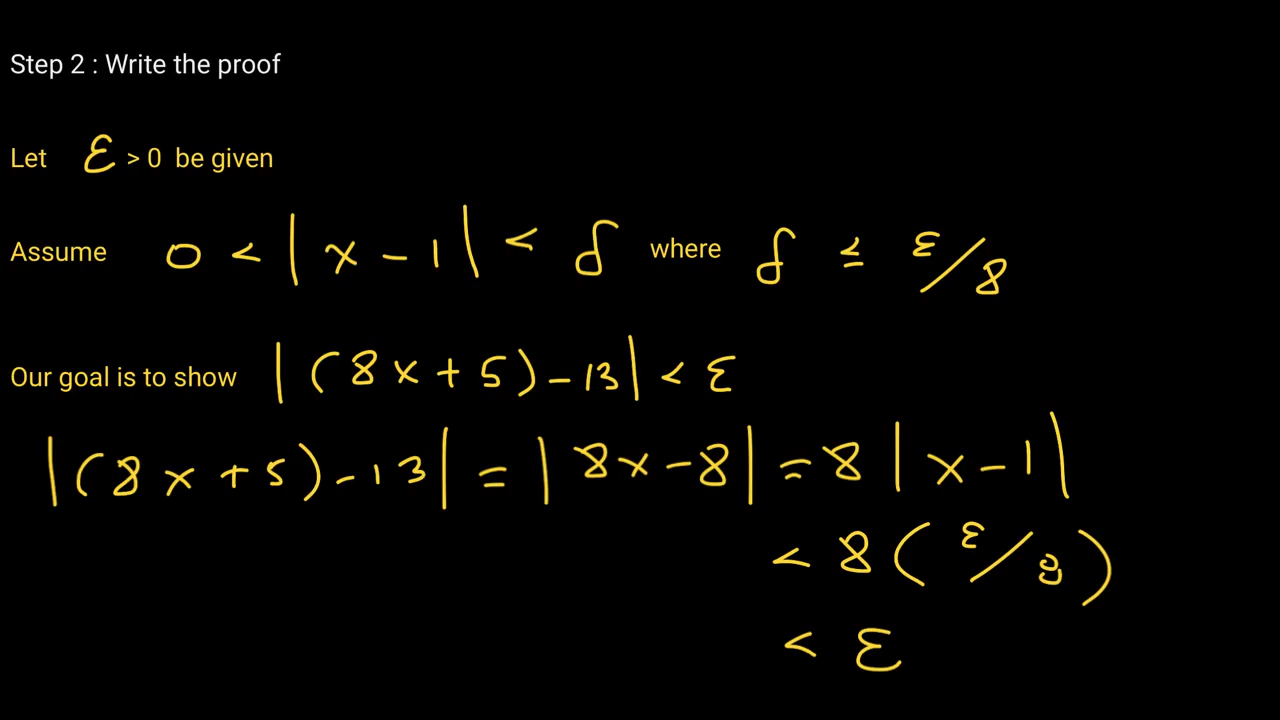 Step 2 : Write the proof
Let ε > 0 be given
Assume 0 < | x - 1 | < δ where δ ≤ ε/8
Our goal is to show | (8x + 5) - 13 | < ε
| (8x + 5) - 13 | = | 8x - 8 | = 8 | x - 1 |
< 8 ( ε/8 )
< ε